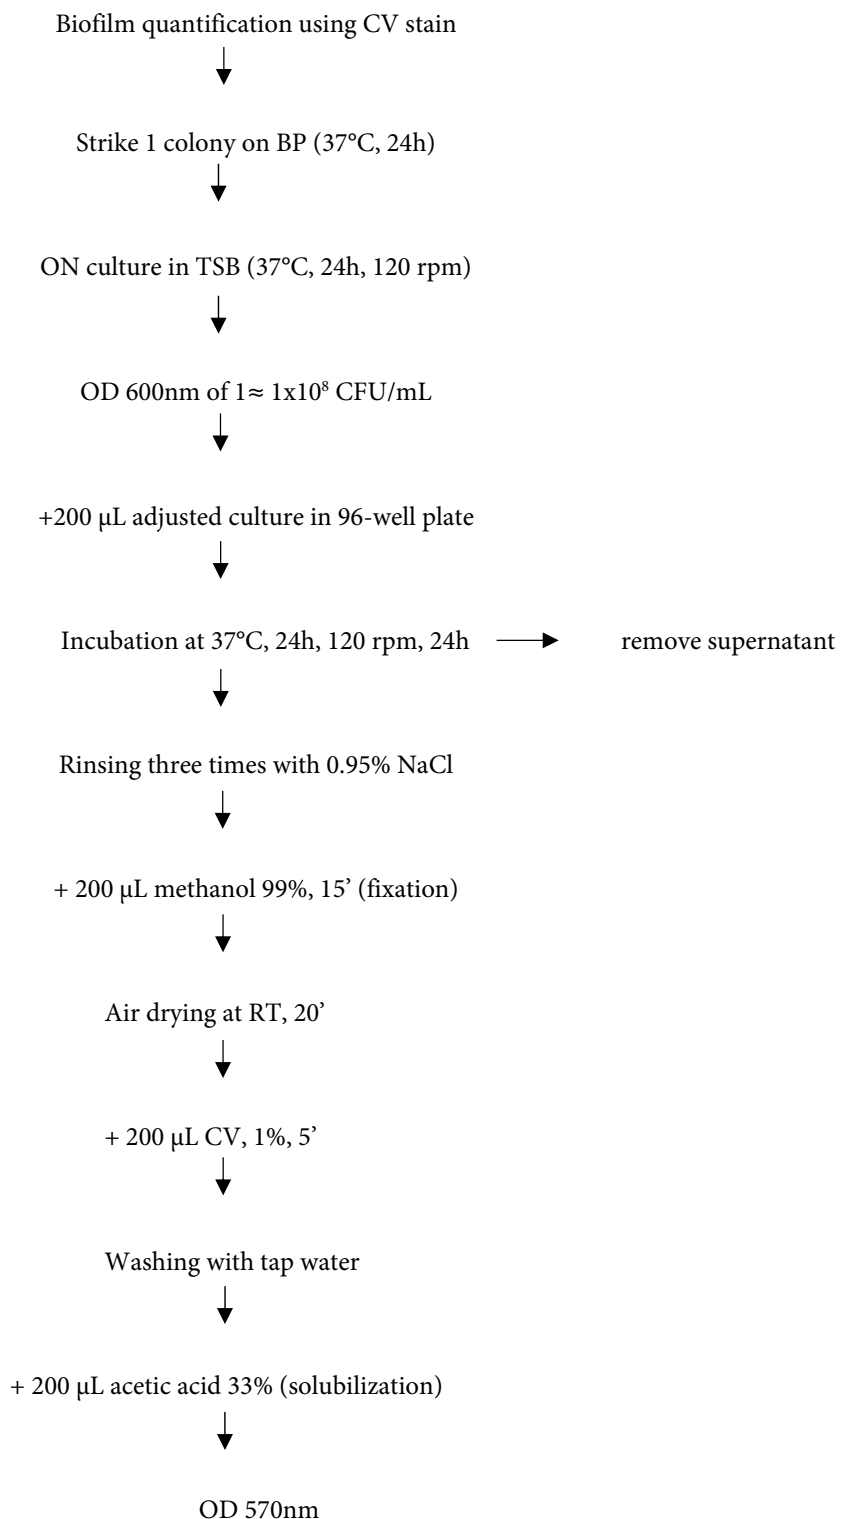 Biofilm quantification using CV stain
Strike 1 colony on BP (37°C, 24h)
ON culture in TSB (37°C, 24h, 120 rpm)
OD 600nm of 1≈ 1x10⁸ CFU/mL
+200 μL adjusted culture in 96-well plate
Incubation at 37°C, 24h, 120 rpm, 24h
remove supernatant
Rinsing three times with 0.95% NaCl
+ 200 μL methanol 99%, 15’ (fixation)
Air drying at RT, 20’
+ 200 μL CV, 1%, 5’
Washing with tap water
+ 200 μL acetic acid 33% (solubilization)
OD 570nm